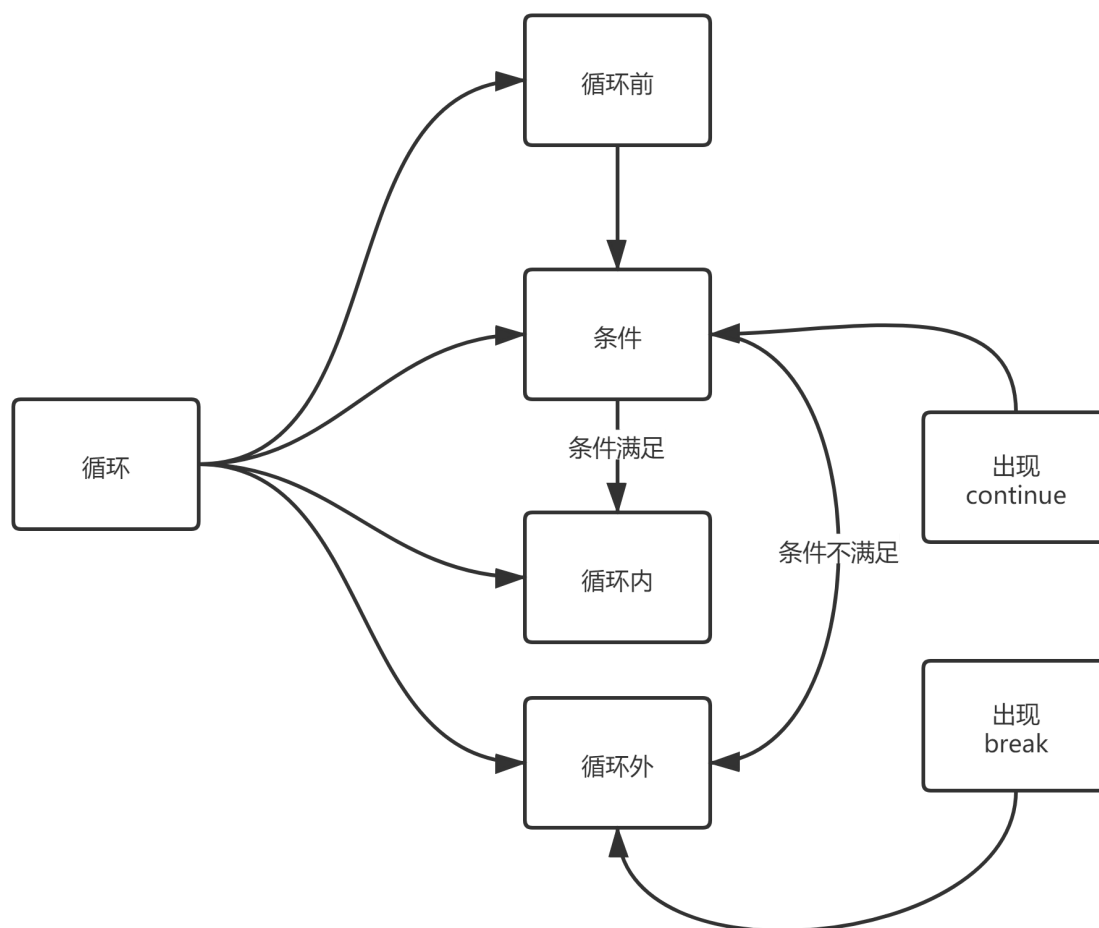 循环前
条件
条件满足
循环
出现
continue
条件不满足
循环内
出现
break
循环外